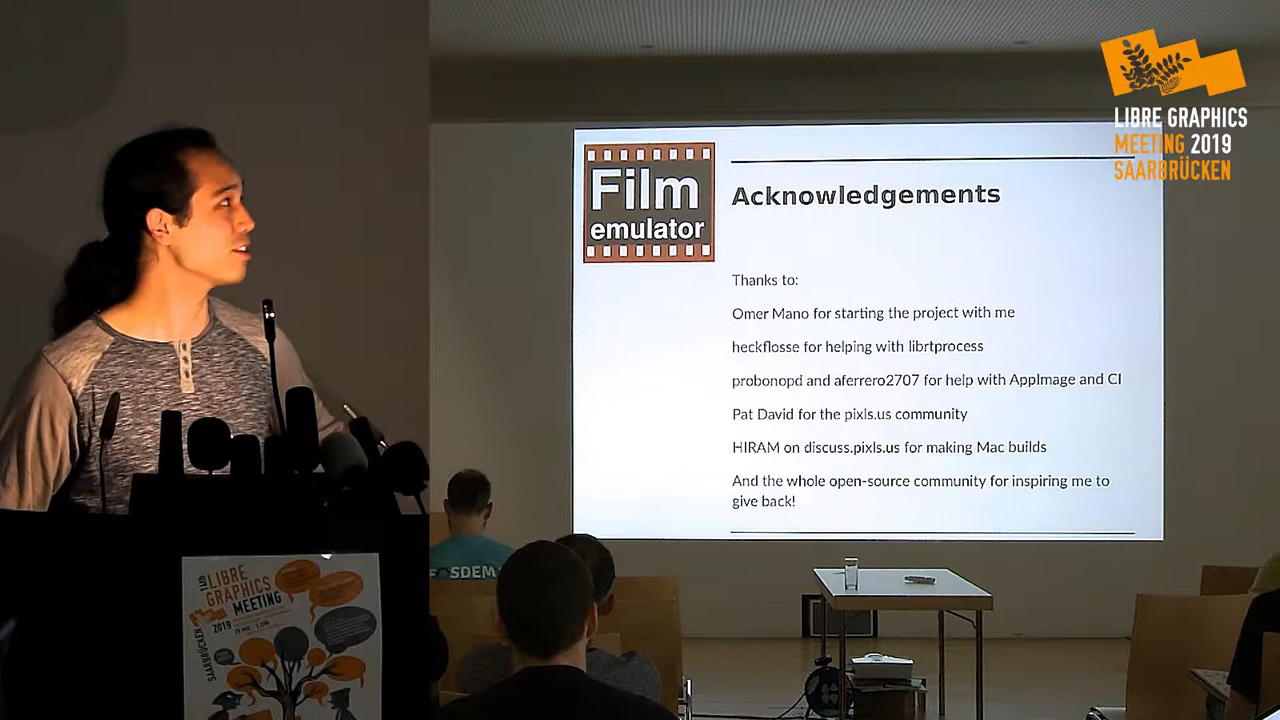 LIBRE GRAPHICS
MEETING 2019
SAARBRÜCKEN
Film
emulator
Acknowledgements
Thanks to:
Omer Mano for starting the project with me
heckflosse for helping with librtprocess
probonopd and aferrero2707 for help with AppImage and CI
Pat David for the pixls.us community
HIRAM on discuss.pixls.us for making Mac builds
And the whole open-source community for inspiring me to
give back!
SDEM
LIBRE
GRAPHICS
MEETING
2019
SAARBRÜCKEN